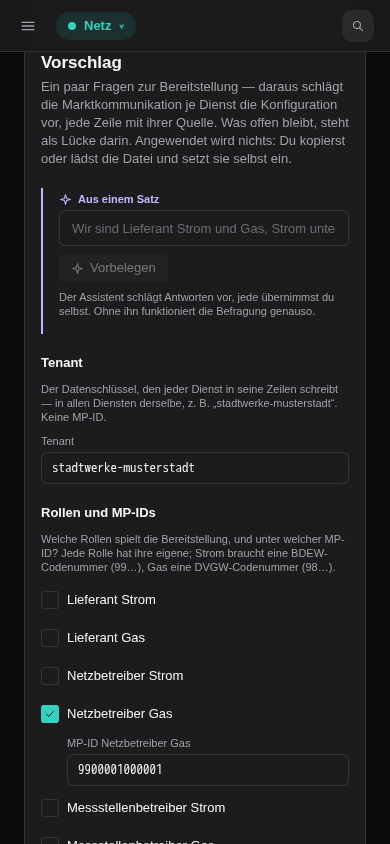 Netz
Vorschlag
Ein paar Fragen zur Bereitstellung — daraus schlägt
die Marktkommunikation je Dienst die Konfiguration
vor, jede Zeile mit ihrer Quelle. Was offen bleibt, steht
als Lücke darin. Angewendet wird nichts: Du kopierst
oder lädst die Datei und setzt sie selbst ein.
Aus einem Satz
Wir sind Lieferant Strom und Gas, Strom unte
Vorbelegen
Der Assistent schlägt Antworten vor, jede übernimmst du
selbst. Ohne ihn funktioniert die Befragung genauso.
Tenant
Der Datenschlüssel, den jeder Dienst in seine Zeilen schreibt
— in allen Diensten derselbe, z. B. „stadtwerke-musterstadt“.
Keine MP-ID.
Tenant
stadtwerke-musterstadt
Rollen und MP-IDs
Welche Rollen spielt die Bereitstellung, und unter welcher MP-
ID? Jede Rolle hat ihre eigene; Strom braucht eine BDEW-
Codenummer (99…), Gas eine DVGW-Codenummer (98…).
Lieferant Strom
Lieferant Gas
Netzbetreiber Strom
Netzbetreiber Gas
MP-ID Netzbetreiber Gas
9900001000001
Messstellenbetreiber Strom
Messstellenbetreiber Gas